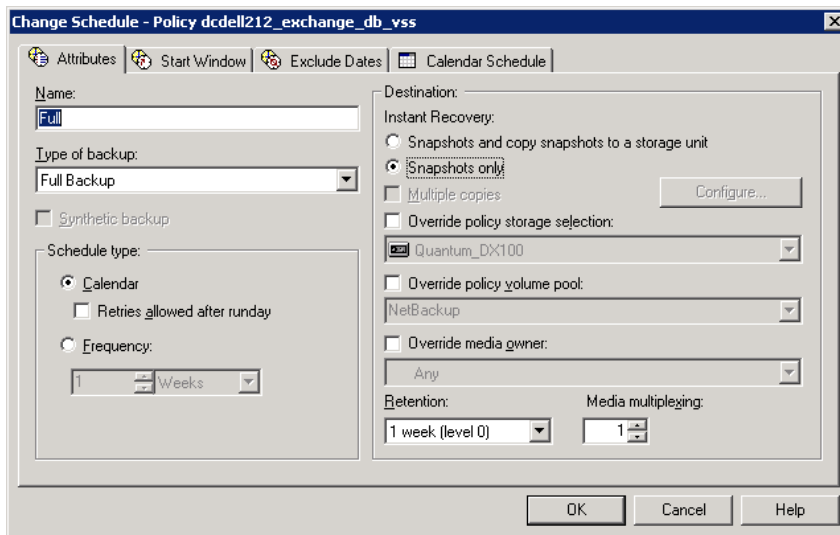 Change Schedule - Policy dcdell212_exchange_db_vss
Attributes
Start Window
Exclude Dates
Calendar Schedule
Name:
Full
Type of backup:
Full Backup
Synthetic backup
Schedule type:
Calendar
Retries allowed after runday
Frequency:
1
Weeks
Destination:
Instant Recovery:
Snapshots and copy snapshots to a storage unit
Snapshots only
Multiple copies
Configure...
Override policy storage selection:
Quantum_DX100
Override policy volume pool:
NetBackup
Override media owner:
Any
Retention:
Media multiplexing:
1 week (level 0)
1
OK
Cancel
Help